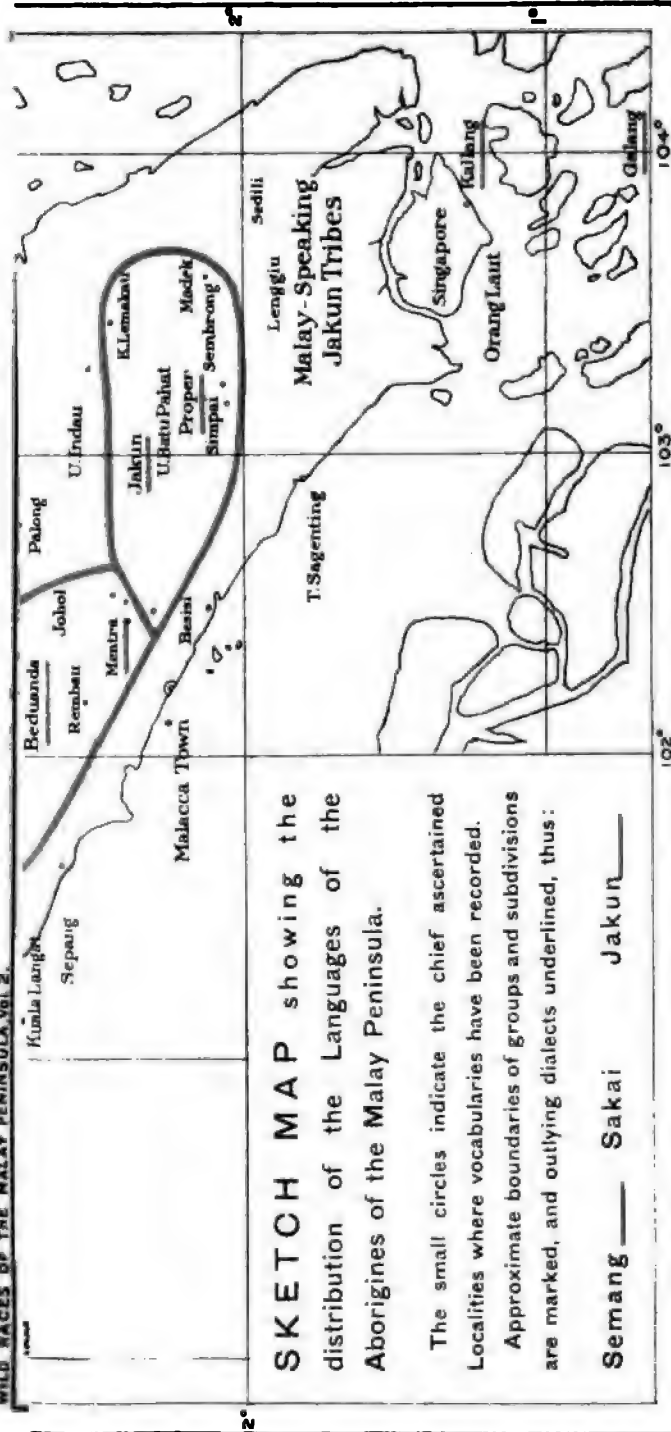 WILD RACES OF THE MALAY PENINSULA. VOL 2.
2°
1°
Kuala Langat
Sepang
Beduanda
Rembau
Johol
Mentra
Palong
U.Indau
K.Lemakau
Jakun
U.Batu Pahat
Proper
Simpai
Madek
Sembrong
Besisi
Malacca Town
Sedili
Lenggiu
Malay-Speaking
Jakun Tribes
T.Sagenting
Singapore
Orang Laut
Kallang
Galang
SKETCH MAP showing the
distribution of the Languages of the
Aborigines of the Malay Peninsula.
The small circles indicate the chief ascertained
Localities where vocabularies have been recorded.
Approximate boundaries of groups and subdivisions
are marked, and outlying dialects underlined, thus:
Semang Sakai Jakun
2°
102°
103°
104°